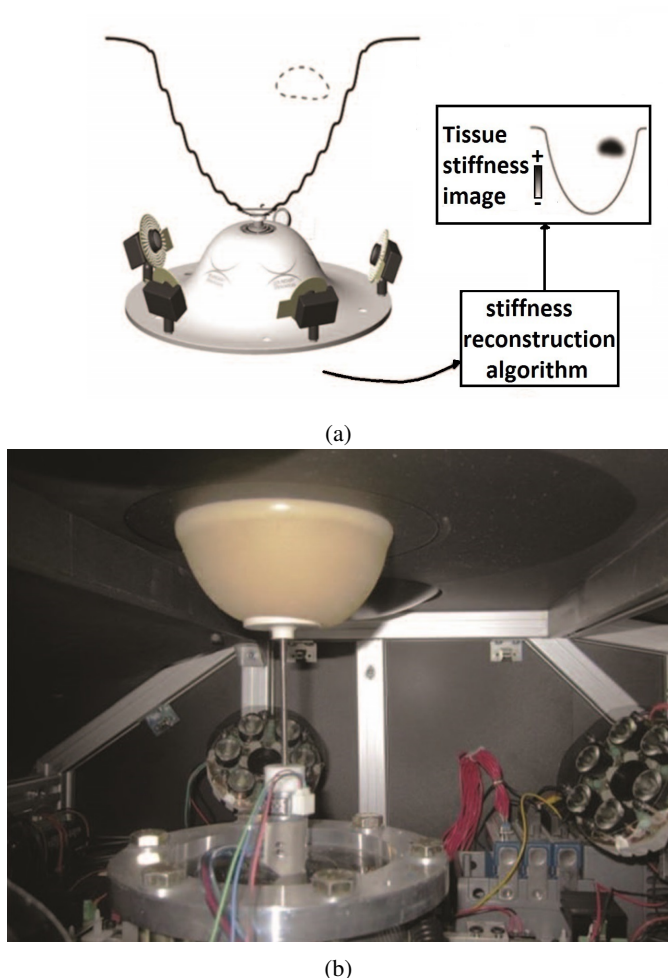 Tissue
stiffness
image
+
-
stiffness
reconstruction
algorithm
(a)
(b)